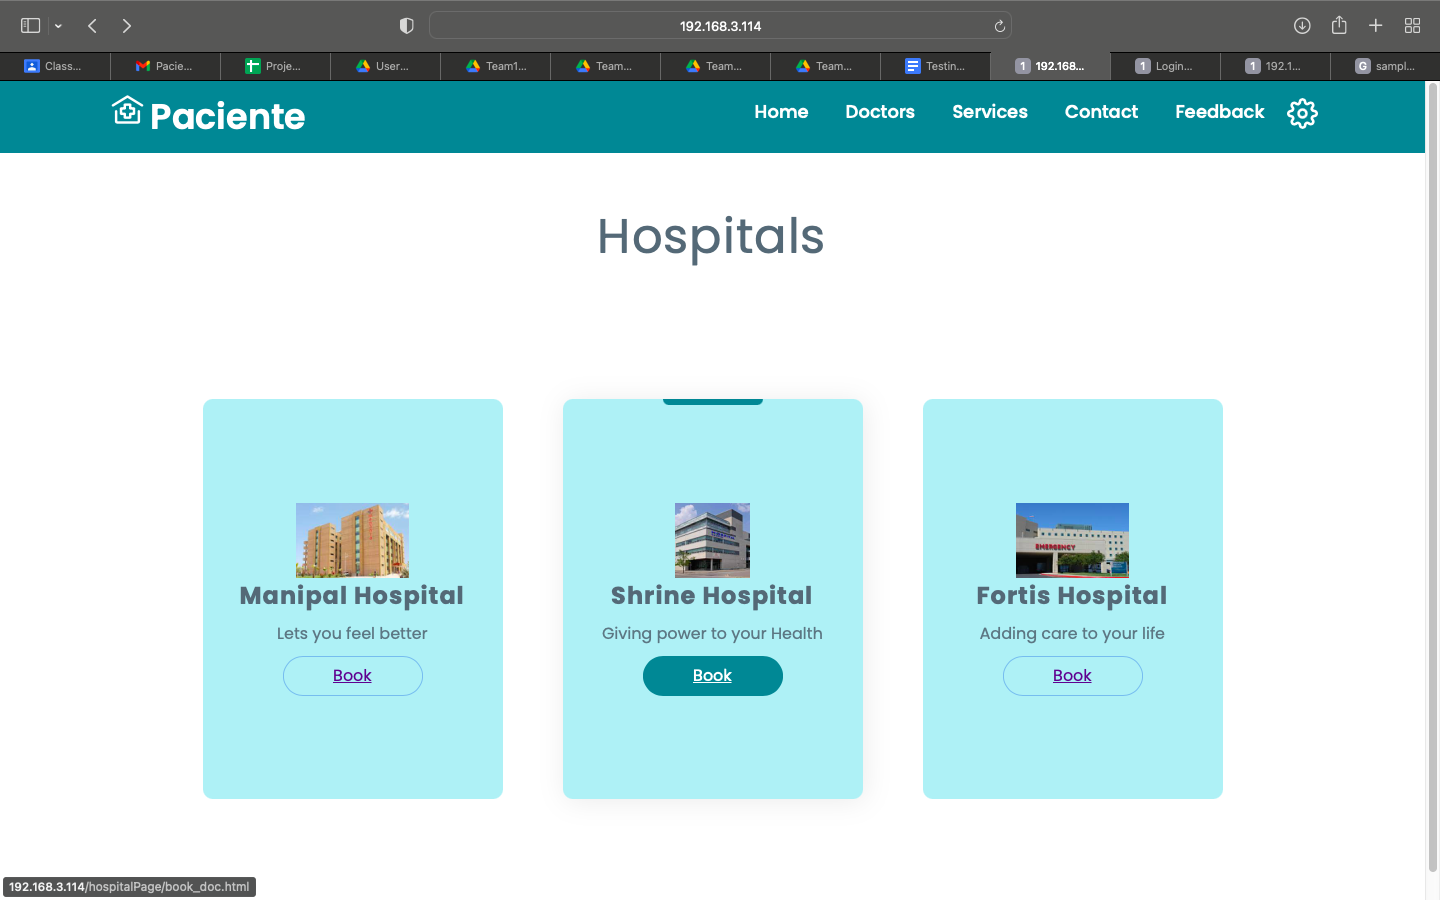 192.168.3.114
Class...
Pacie...
Proje...
User...
Team1...
Team...
Team...
Team...
Testin...
1 192.168...
1 Login...
1 192.1...
G sampl...
Paciente
Home
Doctors
Services
Contact
Feedback
Hospitals
EMERGENCY
Manipal Hospital
Lets you feel better
Book
Shrine Hospital
Giving power to your Health
Book
Fortis Hospital
Adding care to your life
Book
192.168.3.114/hospitalPage/book_doc.html